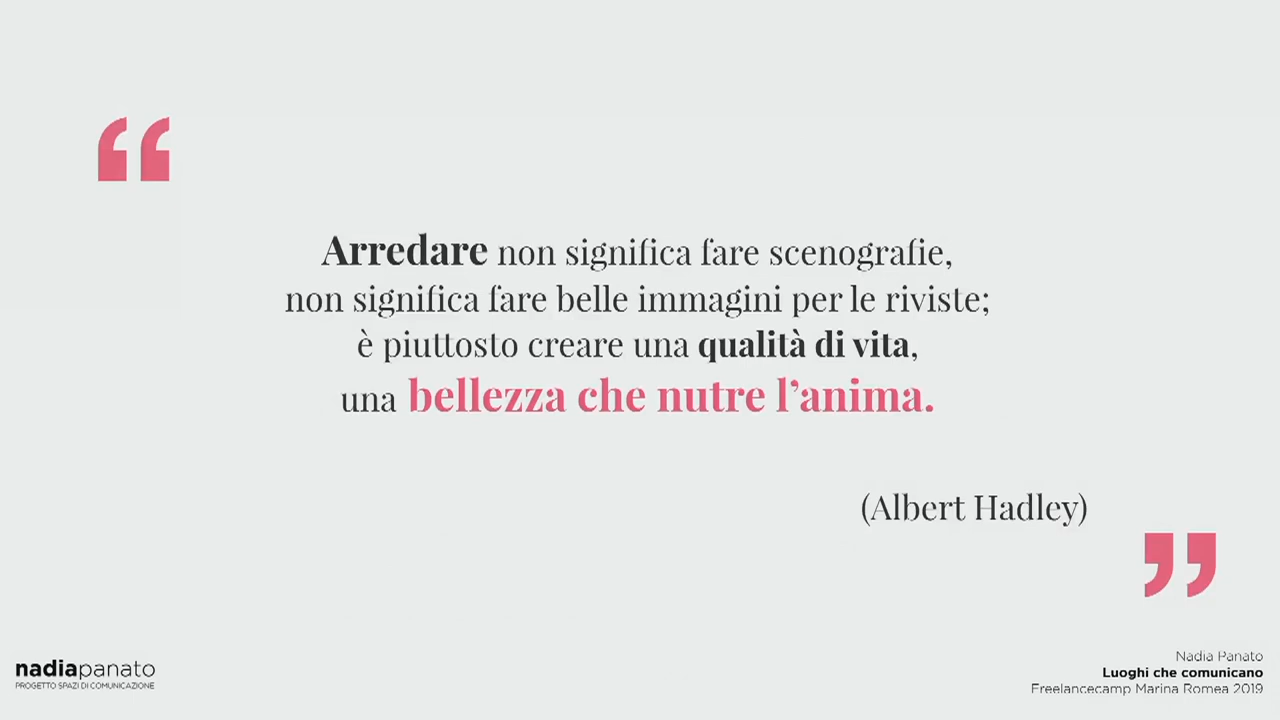 “
Arredare non significa fare scenografie,
non significa fare belle immagini per le riviste;
è piuttosto creare una qualità di vita,
una bellezza che nutre l’anima.
(Albert Hadley)
”
nadiapanato
PROGETTO SPAZI DI COMUNICAZIONE
Nadia Panato
Luoghi che comunicano
Freelancecamp Marina Romea 2019